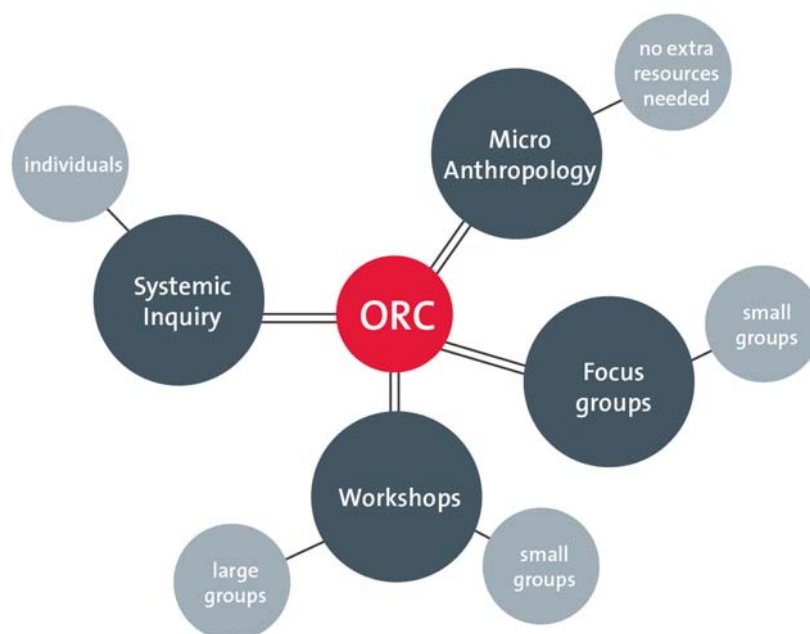 no extra
resources
needed
Micro
Anthropology
individuals
Systemic
Inquiry
ORC
small
groups
Focus
groups
Workshops
large
groups
small
groups